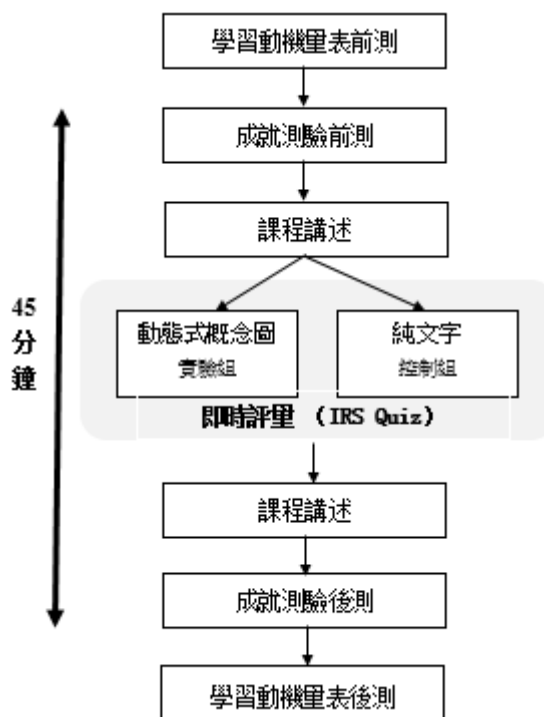 學習動機量表前測
成就測驗前測
課程講述
45
分
鐘
動態式概念圖
實驗組
純文字
控制組
即時評量 (IRS Quiz)
課程講述
成就測驗後測
學習動機量表後測